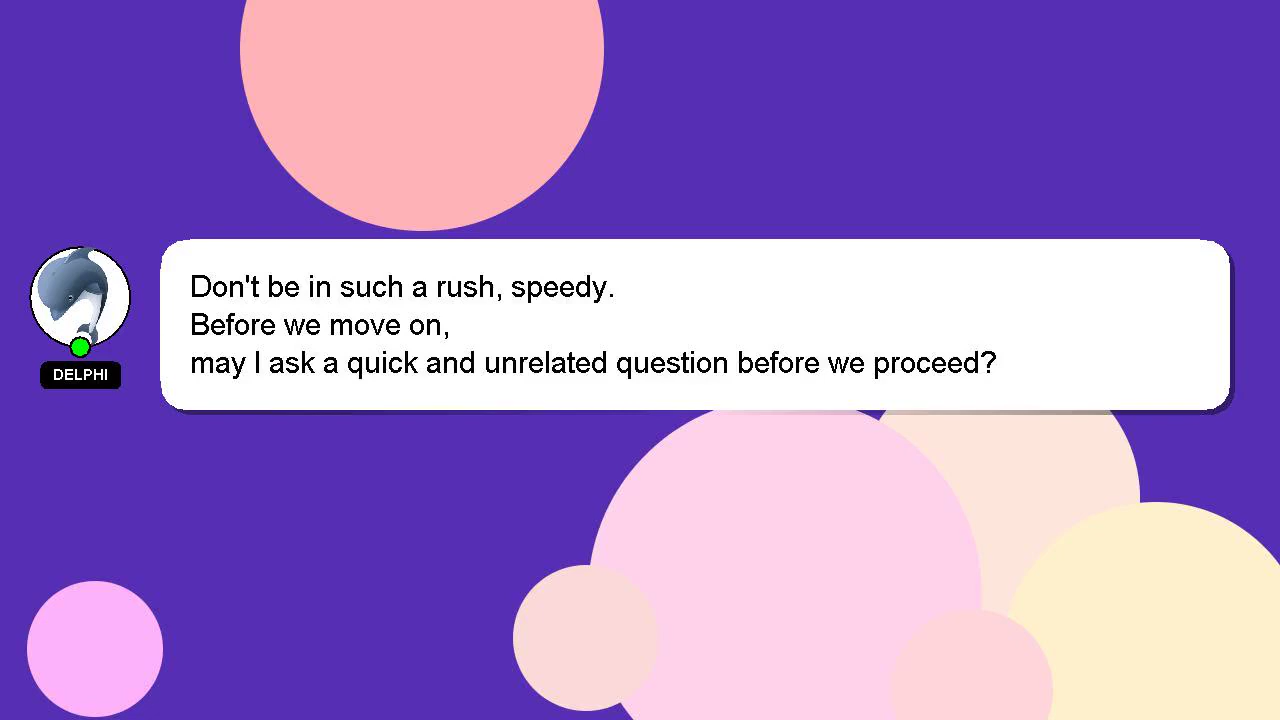 Don't be in such a rush, speedy.
Before we move on,
may I ask a quick and unrelated question before we proceed?
DELPHI